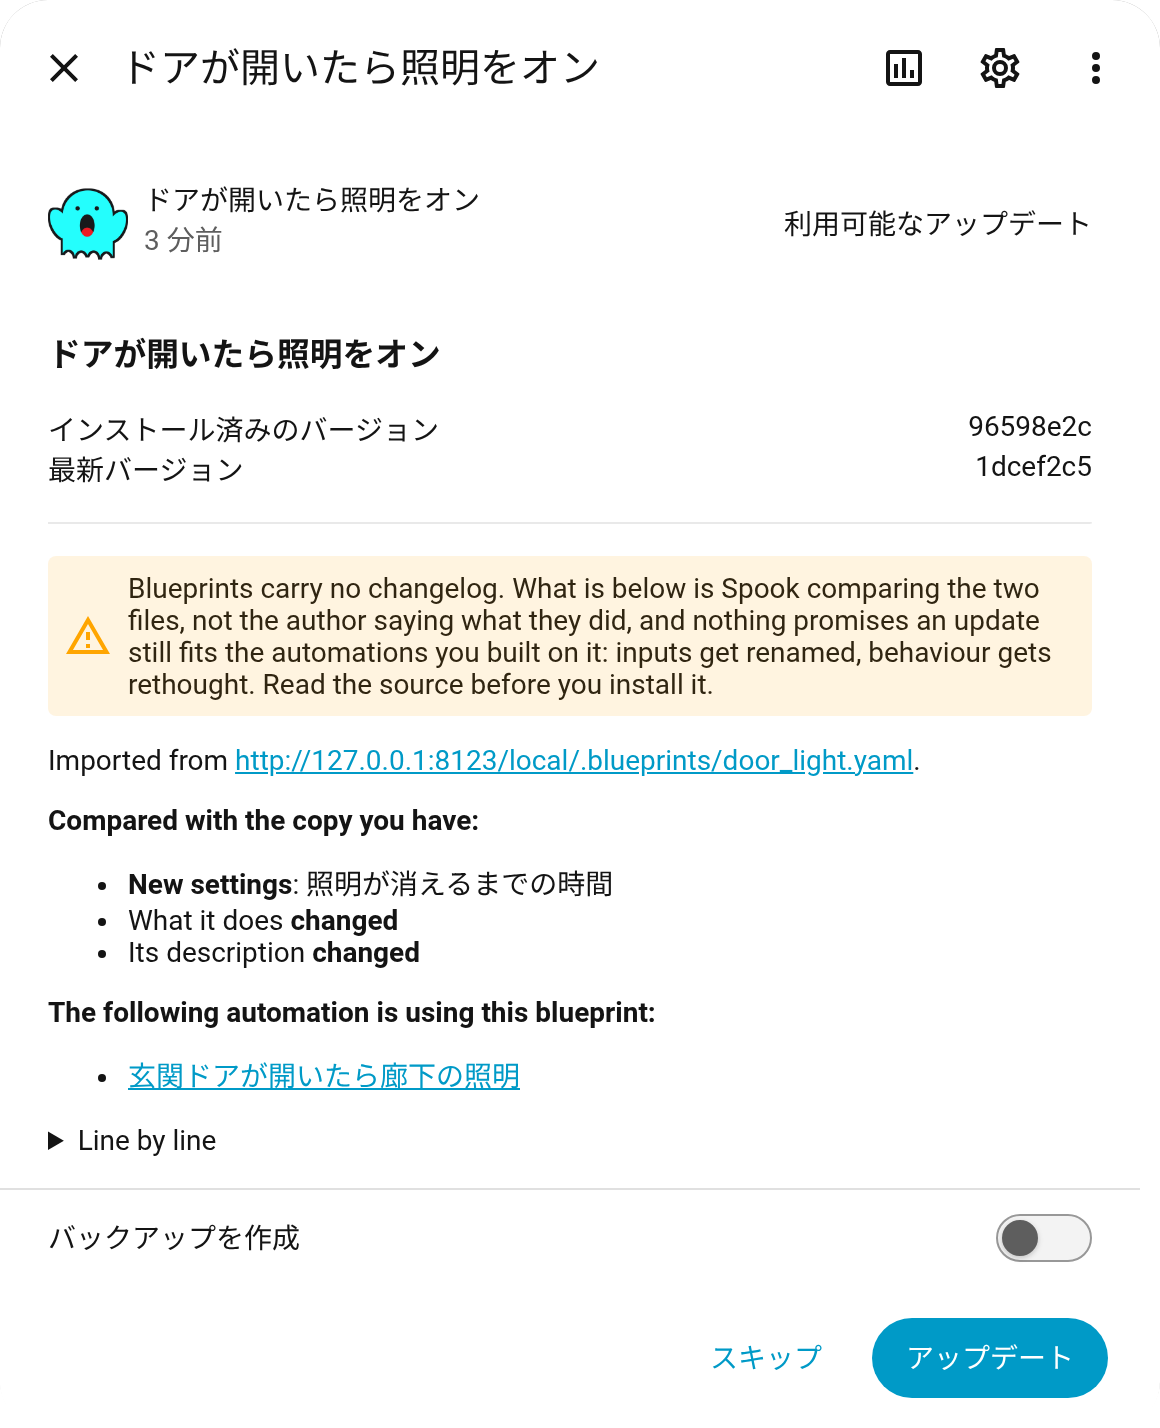 ドアが開いたら照明をオン
ドアが開いたら照明をオン
3 分前
利用可能なアップデート
ドアが開いたら照明をオン
インストール済みのバージョン 96598e2c
最新バージョン 1dcef2c5
Blueprints carry no changelog. What is below is Spook comparing the two
files, not the author saying what they did, and nothing promises an update
still fits the automations you built on it: inputs get renamed, behaviour gets
rethought. Read the source before you install it.
Imported from http://127.0.0.1:8123/local/.blueprints/door_light.yaml.
Compared with the copy you have:
• New settings: 照明が消えるまでの時間
• What it does changed
• Its description changed
The following automation is using this blueprint:
• 玄関ドアが開いたら廊下の照明
Line by line
バックアップを作成
スキップ アップデート